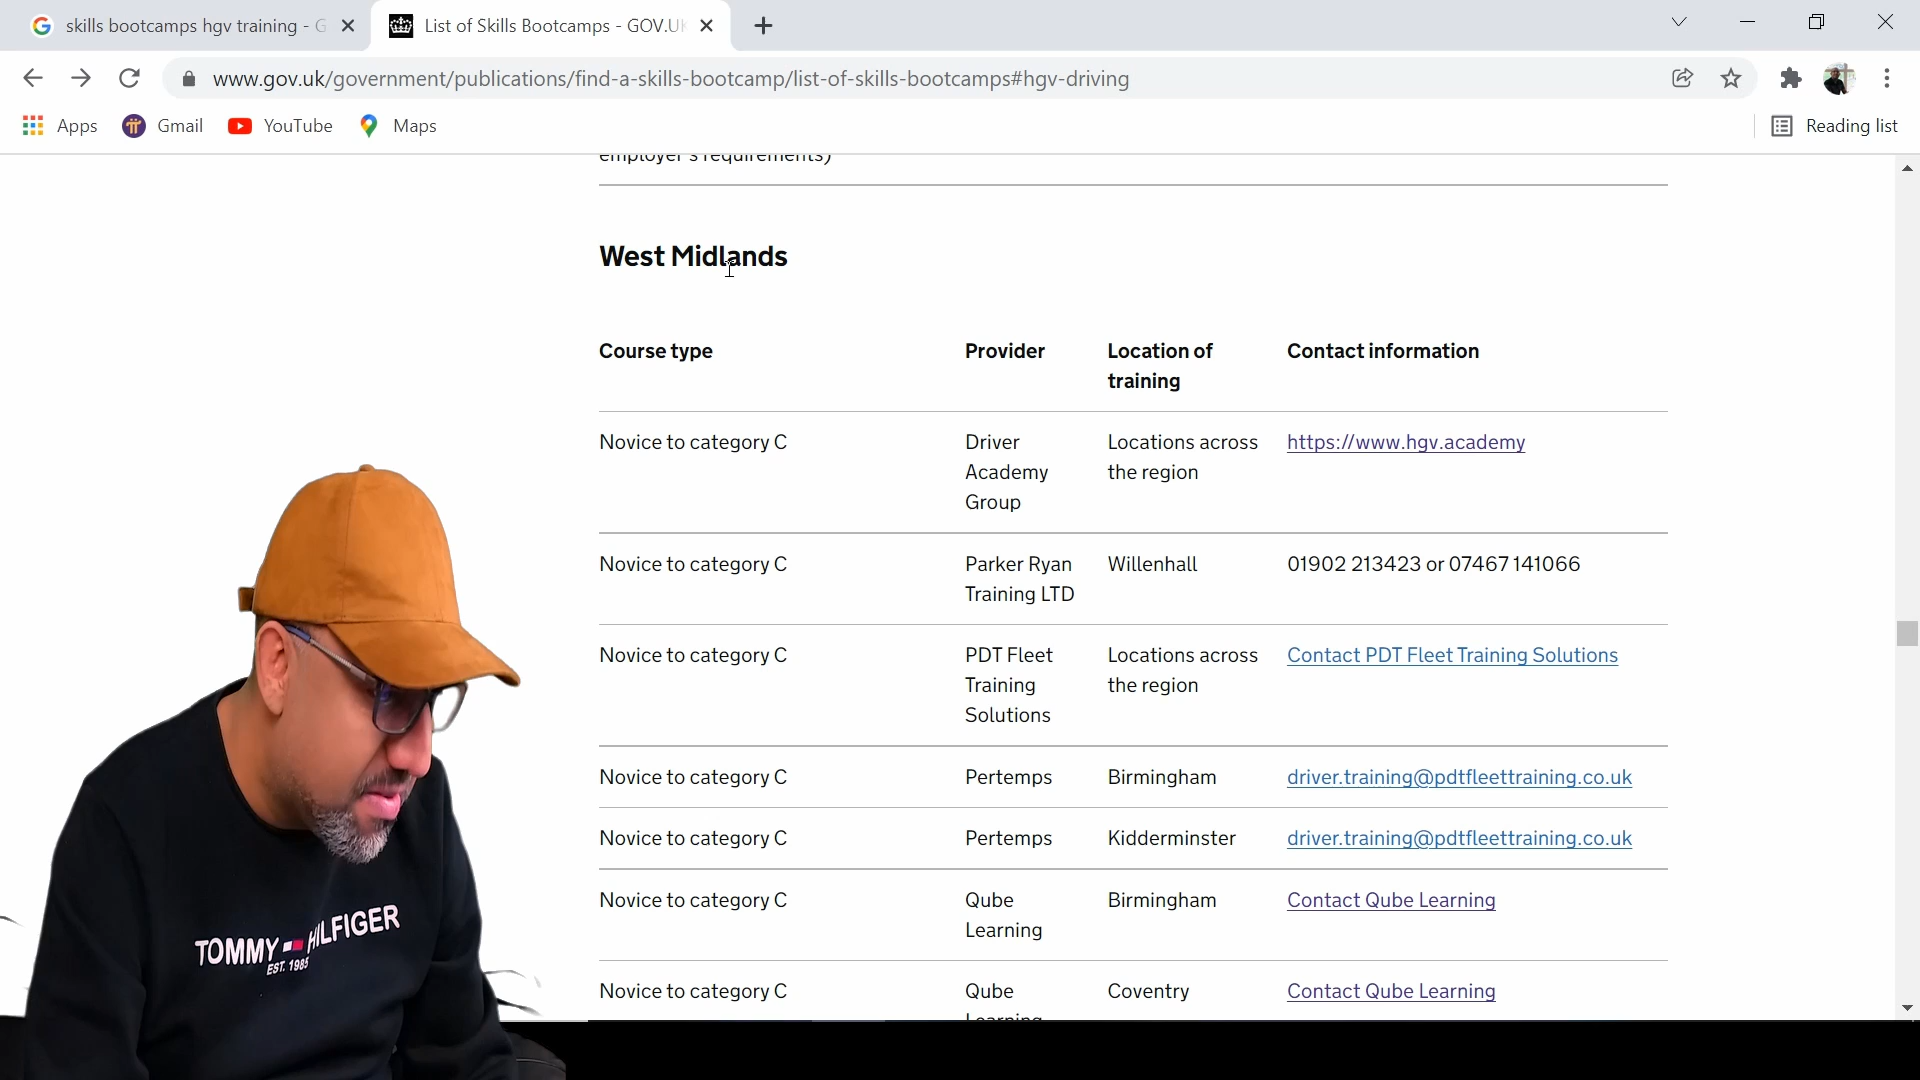 skills bootcamps hgv training - G
List of Skills Bootcamps - GOV.UK
www.gov.uk/government/publications/find-a-skills-bootcamp/list-of-skills-bootcamps#hgv-driving
Apps
Gmail
YouTube
Maps
Reading list
employer's requirements)
West Midlands
Course type
Provider
Location of
training
Contact information
Novice to category C
Driver
Academy
Group
Locations across
the region
https://www.hgv.academy
Novice to category C
Parker Ryan
Training LTD
Willenhall
01902 213423 or 07467 141066
Novice to category C
PDT Fleet
Training
Solutions
Locations across
the region
Contact PDT Fleet Training Solutions
Novice to category C
Pertemps
Birmingham
driver.training@pdtfleettraining.co.uk
Novice to category C
Pertemps
Kidderminster
driver.training@pdtfleettraining.co.uk
Novice to category C
Qube
Learning
Birmingham
Contact Qube Learning
Novice to category C
Qube
Learning
Coventry
Contact Qube Learning
TOMMY HILFIGER
EST. 1985